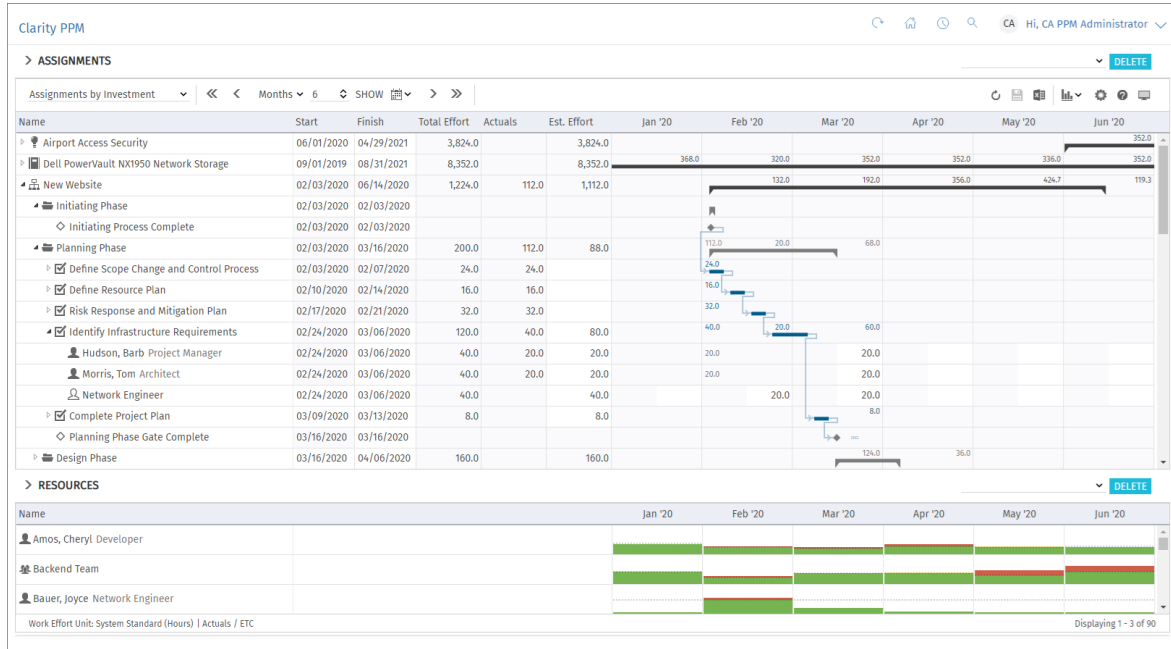 Clarity PPM
CA Hi, CA PPM Administrator
ASSIGNMENTS
DELETE
Assignments by Investment Months 6 SHOW
Name Start Finish Total Effort Actuals Est. Effort Jan '20 Feb '20 Mar '20 Apr '20 May '20 Jun '20
Airport Access Security 06/01/2020 04/29/2021 3,824.0 3,824.0 352.0
Dell PowerVault NX1950 Network Storage 09/01/2019 08/31/2021 8,352.0 8,352.0 368.0 320.0 352.0 352.0 336.0 352.0
New Website 02/03/2020 06/14/2020 1,224.0 112.0 1,112.0 132.0 192.0 356.0 424.7 119.3
Initiating Phase 02/03/2020 02/03/2020
Initiating Process Complete 02/03/2020 02/03/2020
Planning Phase 02/03/2020 03/16/2020 200.0 112.0 88.0 112.0 20.0 68.0
Define Scope Change and Control Process 02/03/2020 02/07/2020 24.0 24.0 24.0
Define Resource Plan 02/10/2020 02/14/2020 16.0 16.0 16.0
Risk Response and Mitigation Plan 02/17/2020 02/21/2020 32.0 32.0 32.0
Identify Infrastructure Requirements 02/24/2020 03/06/2020 120.0 40.0 80.0 40.0 20.0 60.0
Hudson, Barb Project Manager 02/24/2020 03/06/2020 40.0 20.0 20.0 20.0 20.0
Morris, Tom Architect 02/24/2020 03/06/2020 40.0 20.0 20.0 20.0 20.0
Network Engineer 02/24/2020 03/06/2020 40.0 40.0 20.0 20.0
Complete Project Plan 03/09/2020 03/13/2020 8.0 8.0 8.0
Planning Phase Gate Complete 03/16/2020 03/16/2020
Design Phase 03/16/2020 04/06/2020 160.0 160.0 124.0 36.0
RESOURCES
DELETE
Name Jan '20 Feb '20 Mar '20 Apr '20 May '20 Jun '20
Amos, Cheryl Developer
Backend Team
Bauer, Joyce Network Engineer
Work Effort Unit: System Standard (Hours) | Actuals / ETC Displaying 1 - 3 of 90